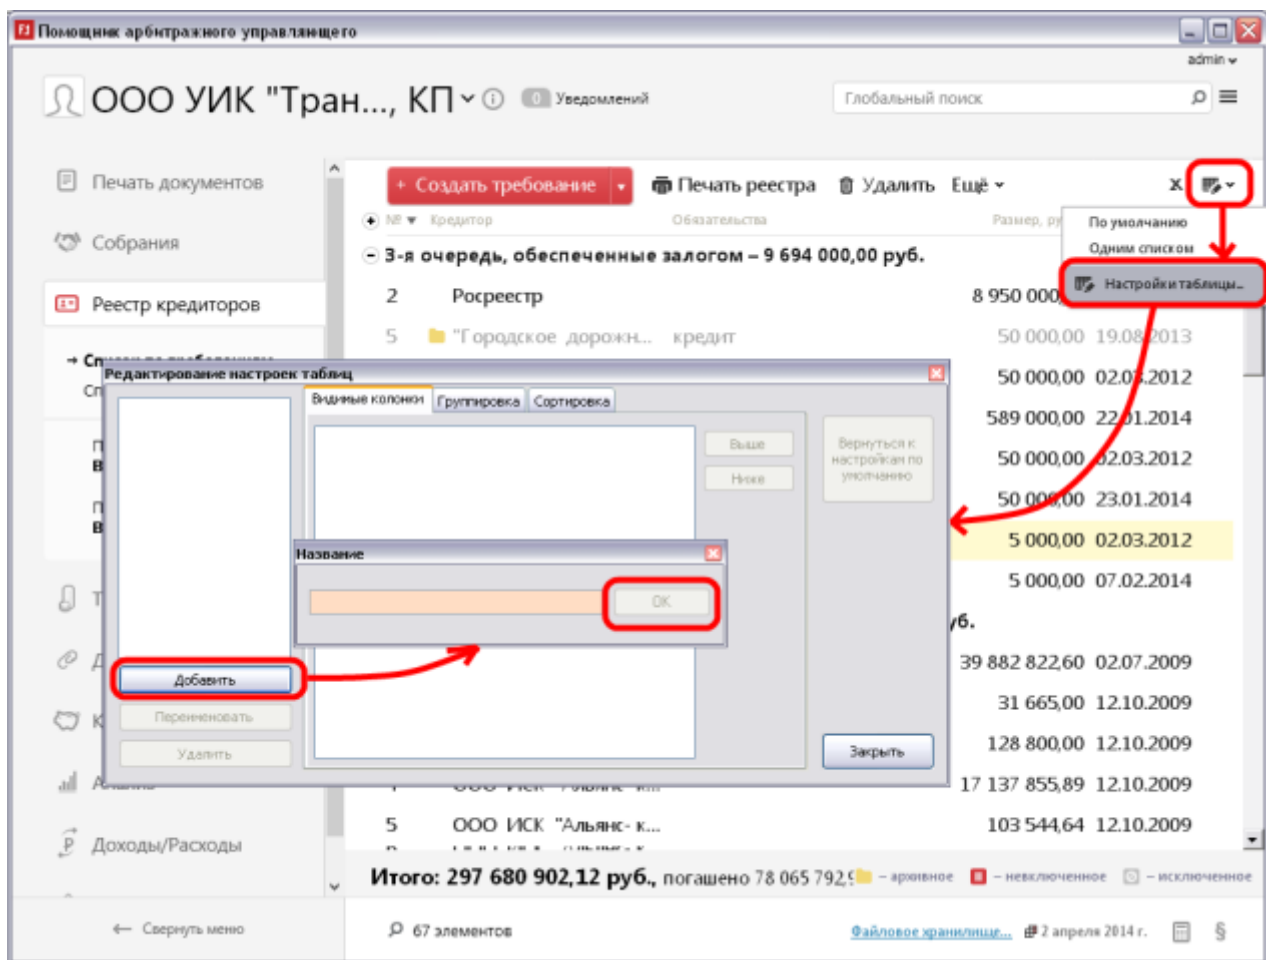 Помощник арбитражного управляющего
admin
ООО УИК "Тран..., КП
0 Уведомлений
Глобальный поиск
Печать документов
Собрания
Реестр кредиторов
Доходы/Расходы
Свернуть меню
+ Создать требование
Печать реестра
Удалить
Ещё
X
По умолчанию
Одним списком
Настройки таблицы...
№ Кредитор Обязательства Размер, ру
3-я очередь, обеспеченные залогом – 9 694 000,00 руб.
2 Росреестр 8 950 000,
5 "Городское дорожн... кредит 50 000,00 19.08.2013
50 000,00 02.03.2012
589 000,00 22.01.2014
50 000,00 02.03.2012
50 000,00 23.01.2014
5 000,00 02.03.2012
5 000,00 07.02.2014
уб.
39 882 822,60 02.07.2009
31 665,00 12.10.2009
128 800,00 12.10.2009
17 137 855,89 12.10.2009
5 ООО ИСК "Альянс- к... 103 544,64 12.10.2009
Редактирование настроек таблиц
Видимые колонки Группировка Сортировка
Выше
Ниже
Вернуться к
настройкам по
умолчанию
Название
OK
Добавить
Переименовать
Удалить
Закрыть
Итого: 297 680 902,12 руб., погашено 78 065 792,9
– архивное – невключенное – исключенное
67 элементов
Файловое хранилище...
2 апреля 2014 г.
§